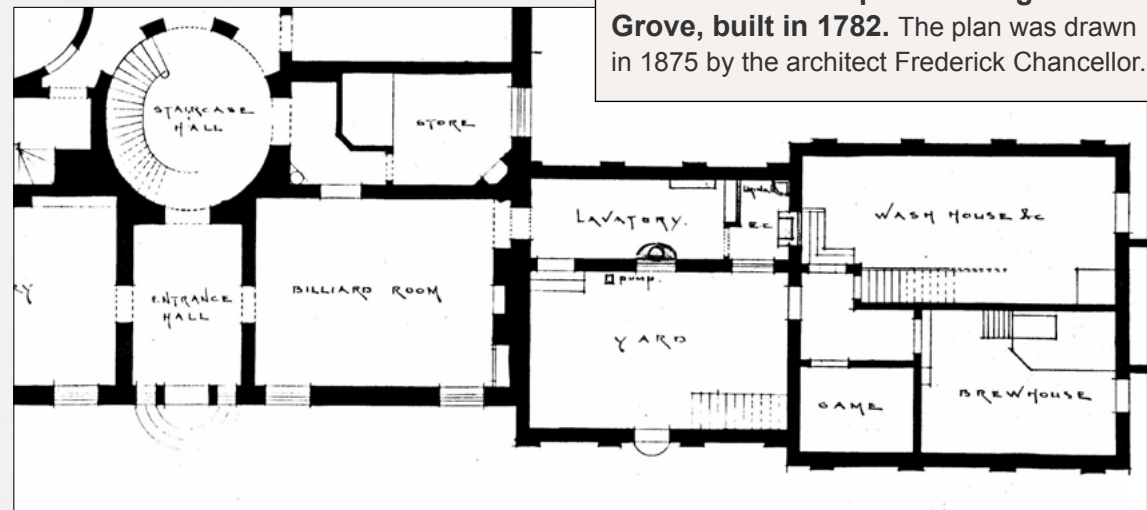 Grove, built in 1782. The plan was drawn
in 1875 by the architect Frederick Chancellor.
STAIRCASE
HALL
STORE
LAVATORY.
E.C
WASH HOUSE &c
RY
ENTRANCE
HALL
BILLIARD ROOM
pump.
YARD
GAME
BREWHOUSE